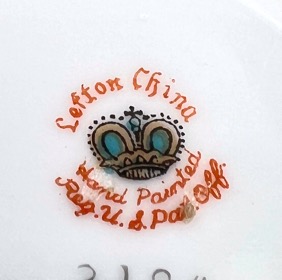 Lefton China
Hand Painted
Reg. U. S. Pat. Off.